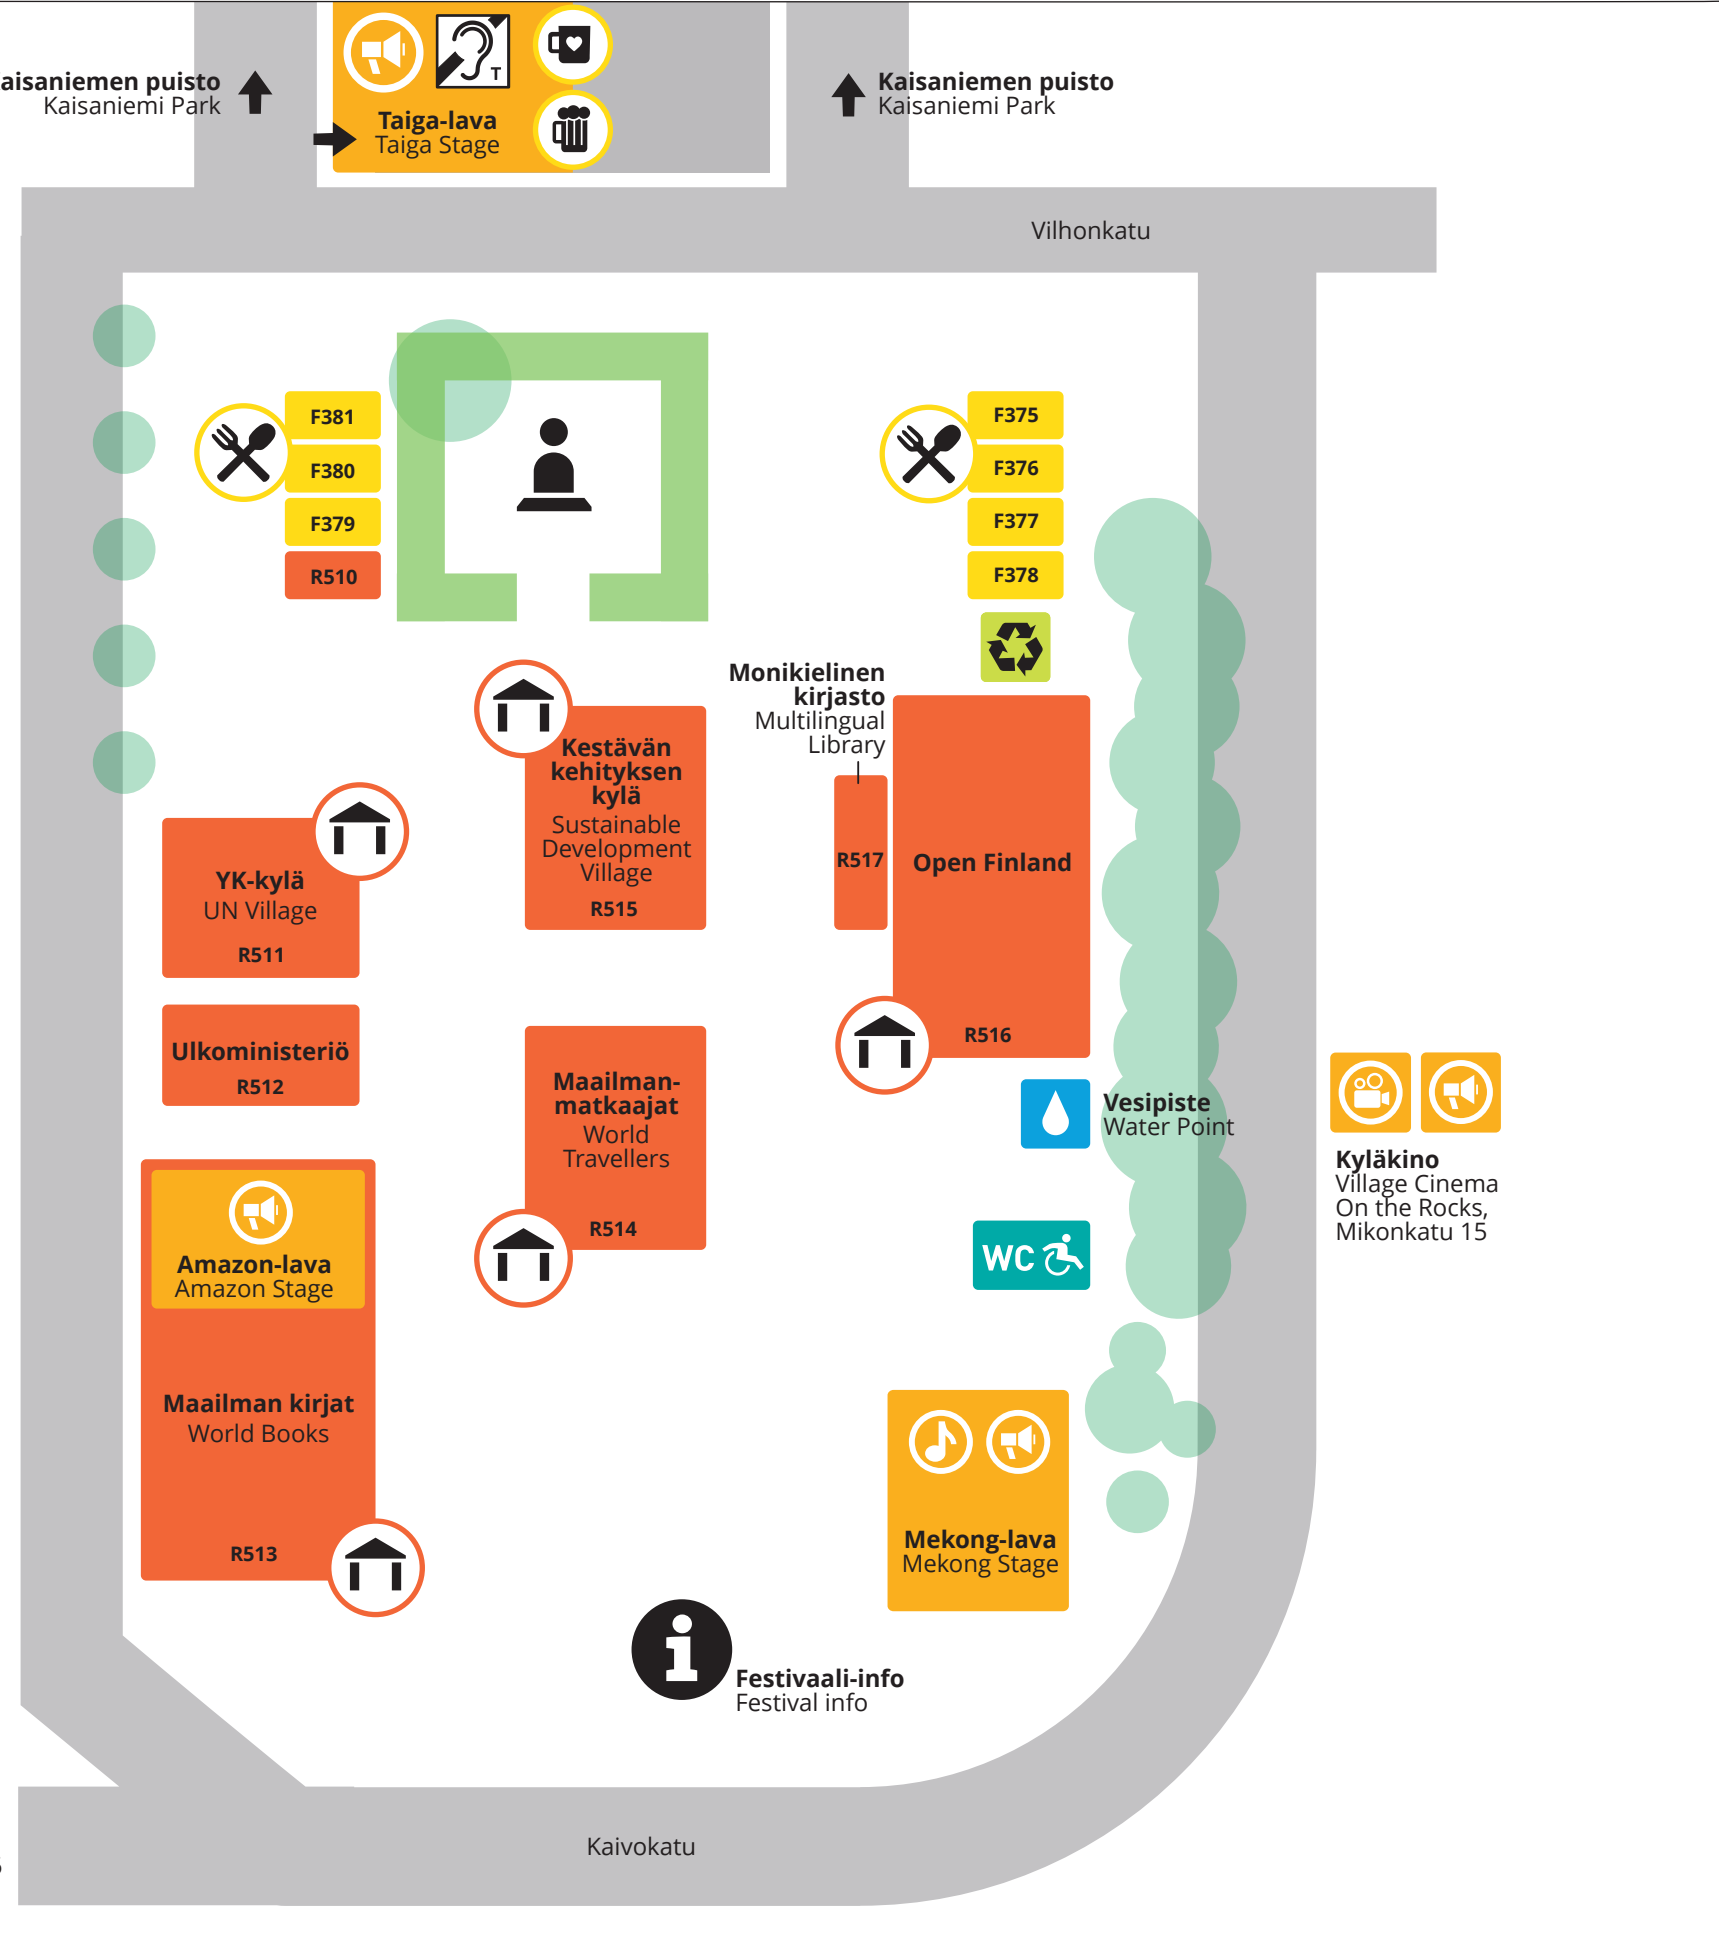 aisaniemen puisto
Kaisaniemi Park
T
Taiga-lava
Taiga Stage
Kaisaniemen puisto
Kaisaniemi Park
Vilhonkatu
F381
F380
F379
R510
F375
F376
F377
F378
Monikielinen
kirjasto
Multilingual
Library
Kestävän
kehityksen
kylä
Sustainable
Development
Village
R515
R517
Open Finland
R516
YK-kylä
UN Village
R511
Ulkoministeriö
R512
Maailman-
matkaajat
World
Travellers
R514
Vesipiste
Water Point
Kyläkino
Village Cinema
On the Rocks,
Mikonkatu 15
WC
Amazon-lava
Amazon Stage
Maailman kirjat
World Books
R513
Mekong-lava
Mekong Stage
i
Festivaali-info
Festival info
Kaivokatu